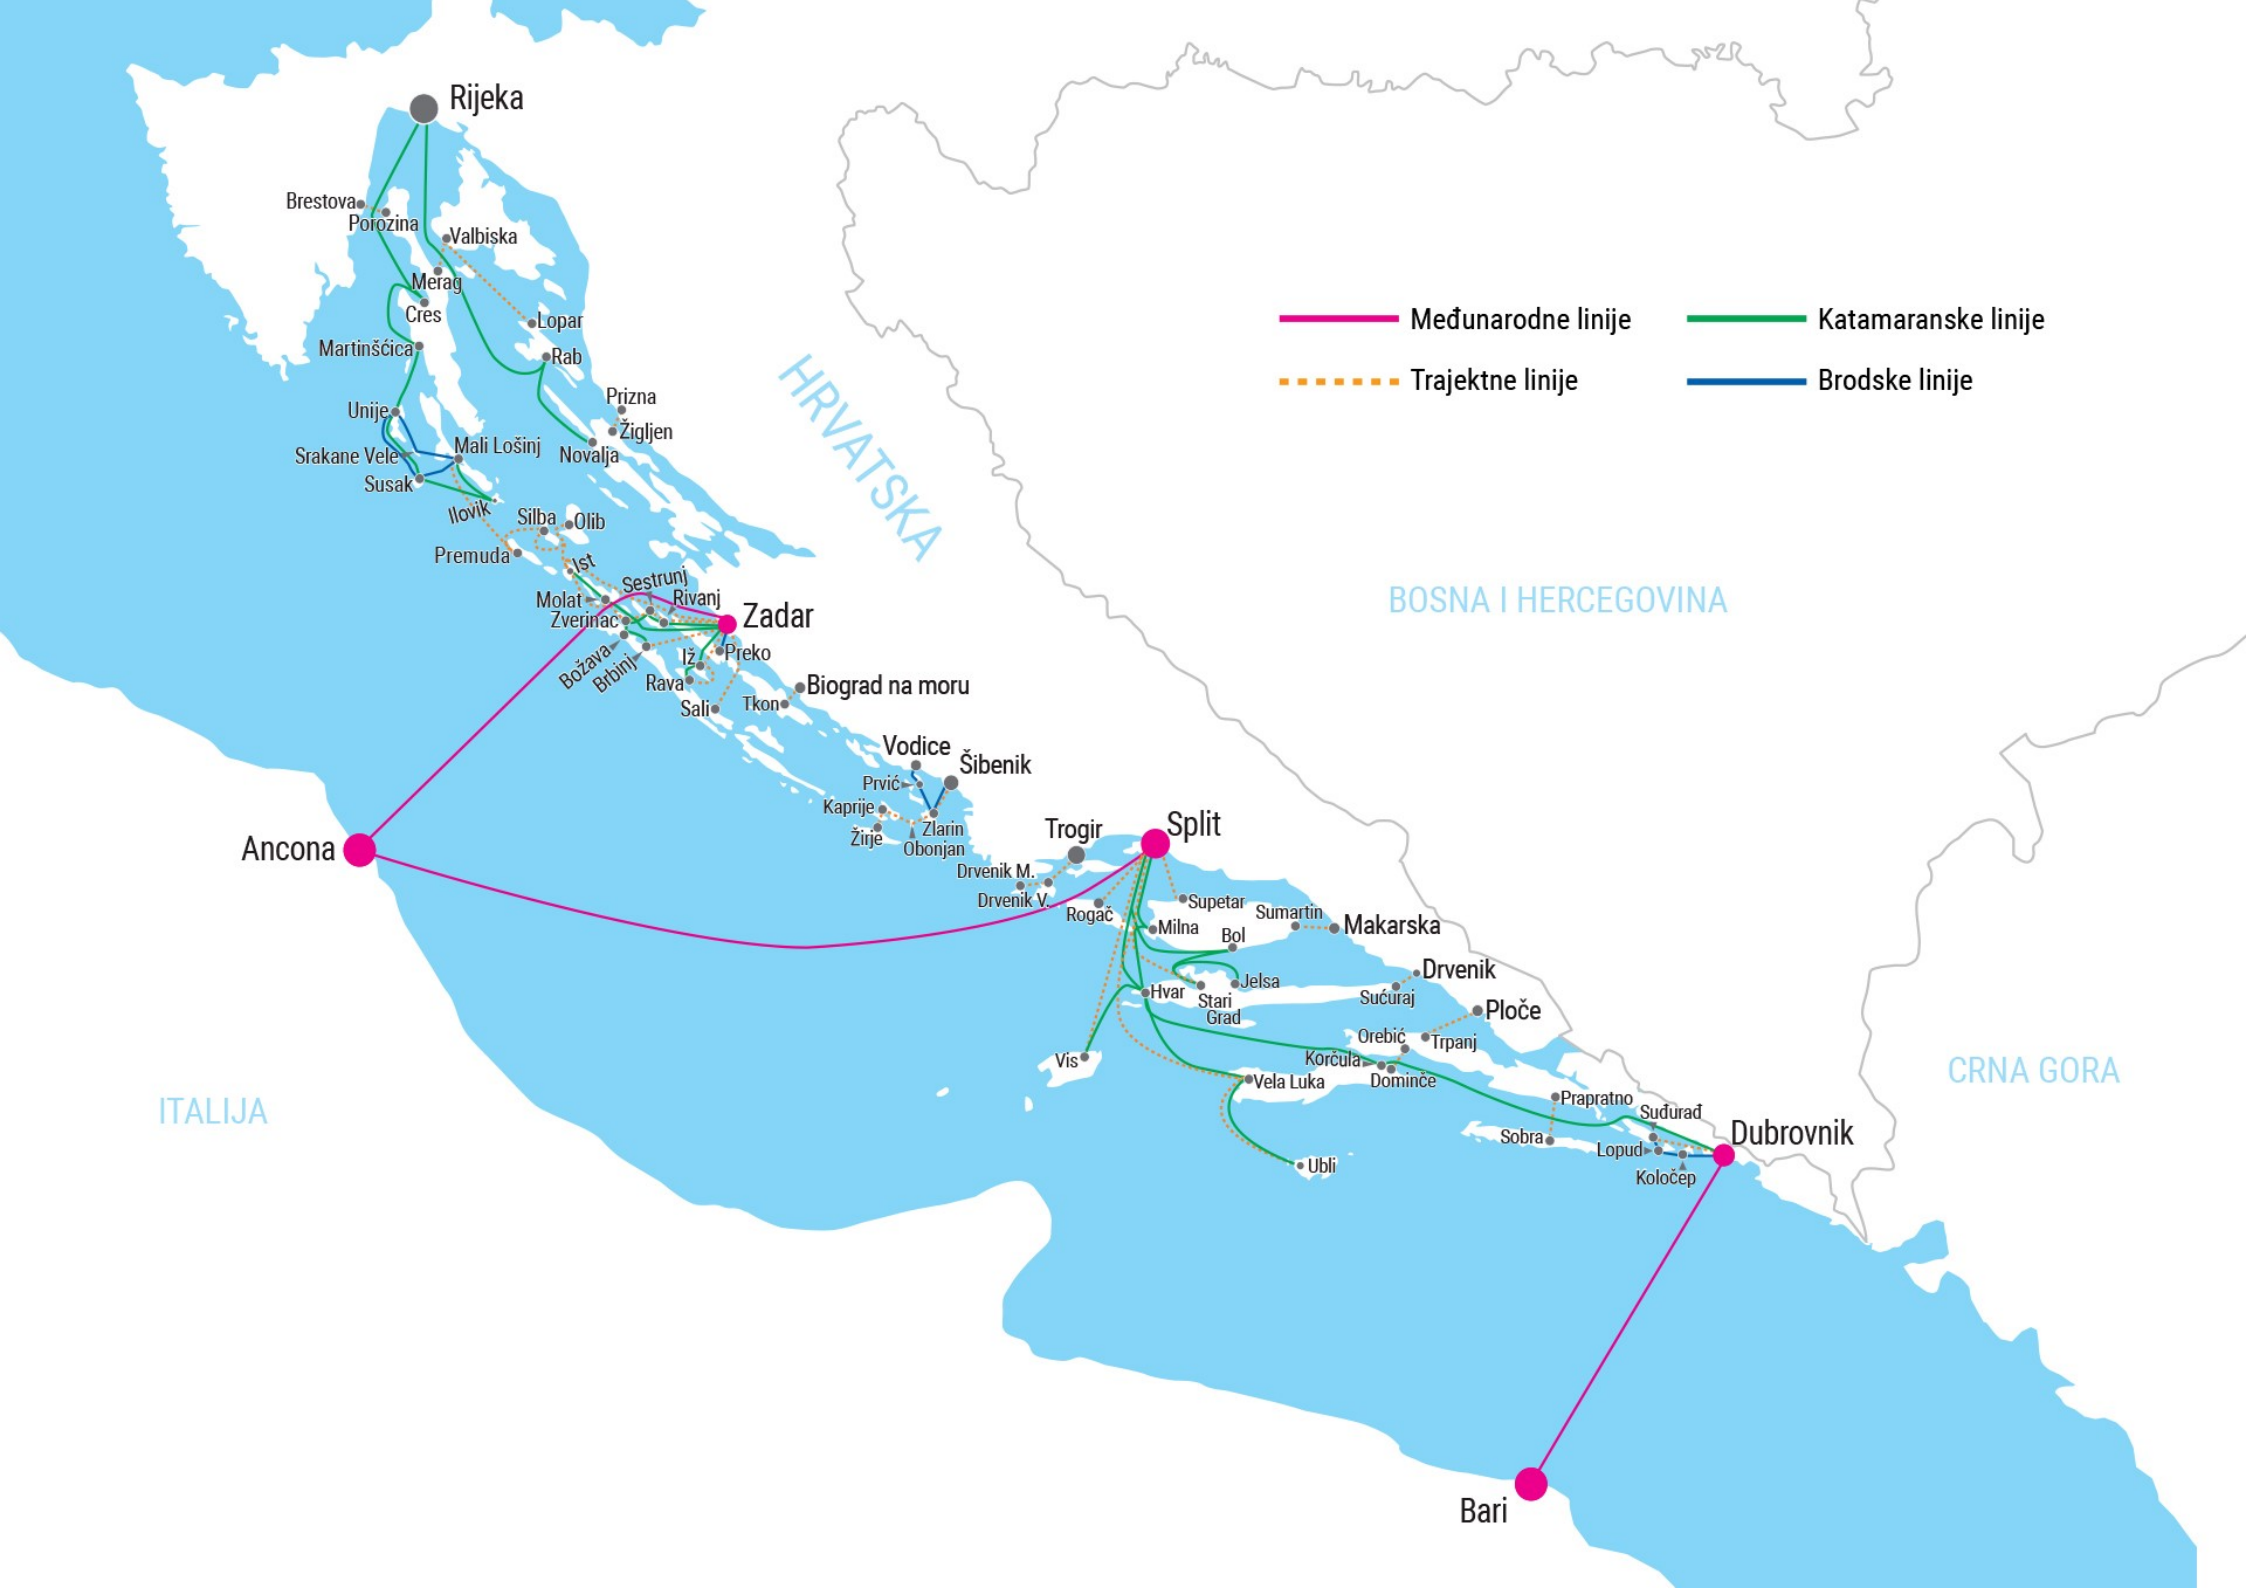 Rijeka
Brestova
Porozina
Valbiska
Merag
Cres
Lopar
Martinšćica
Rab
Prizna
Unije
Žigljen
Mali Lošinj
Srakane Vele
Novalja
Susak
Ilovik
Silba
Olib
Premuda
Ist
Sestrunj
Molat
Rivanj
Zverinac
Zadar
Božava
Brbinj
Iž
Preko
Rava
Biograd na moru
Sali
Tkon
Vodice
Šibenik
Prvić
Kaprije
Žirje
Zlarin
Obonjan
Ancona
Trogir
Split
Drvenik M.
Drvenik V.
Rogač
Supetar
Sumartin
Makarska
Milna
Bol
Drvenik
Jelsa
Hvar
Stari
Grad
Sućuraj
Ploče
Orebić
Trpanj
Vis
Korčula
Dominče
Vela Luka
Prapratno
Suđurađ
Sobra
Lopud
Dubrovnik
Koločep
Ubli
Bari
HRVATSKA
BOSNA I HERCEGOVINA
CRNA GORA
ITALIJA
Međunarodne linije
Katamaranske linije
Trajektne linije
Brodske linije